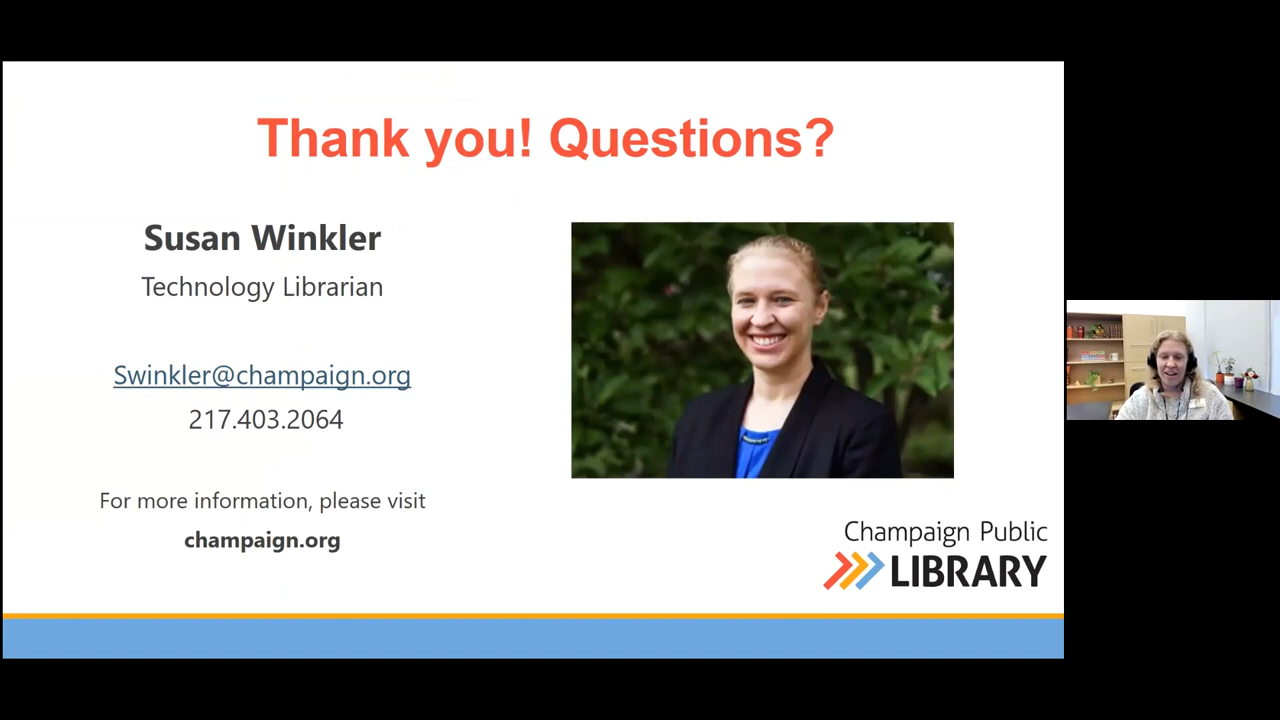 Thank you! Questions?
Susan Winkler
Technology Librarian
Swinkler@champaign.org
217.403.2064
For more information, please visit
champaign.org
Champaign Public
LIBRARY